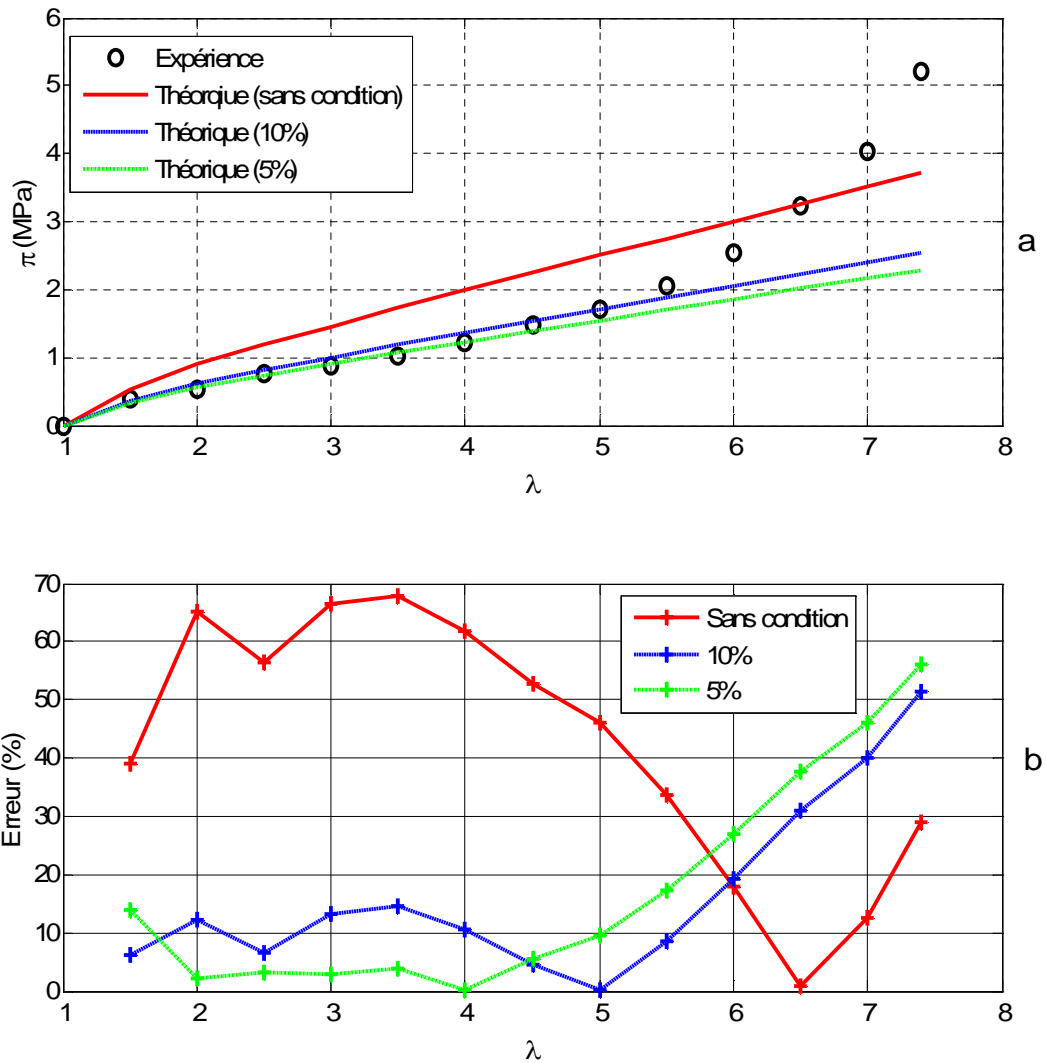 6
5
4
3
2
1
0
π (MPa)
Expérience
Théorqiue (sans condition)
Théorique (10%)
Théorique (5%)
1 2 3 4 5 6 7 8
λ
a
70
60
50
40
30
20
10
0
Erreur (%)
Sans condition
10%
5%
1 2 3 4 5 6 7 8
λ
b